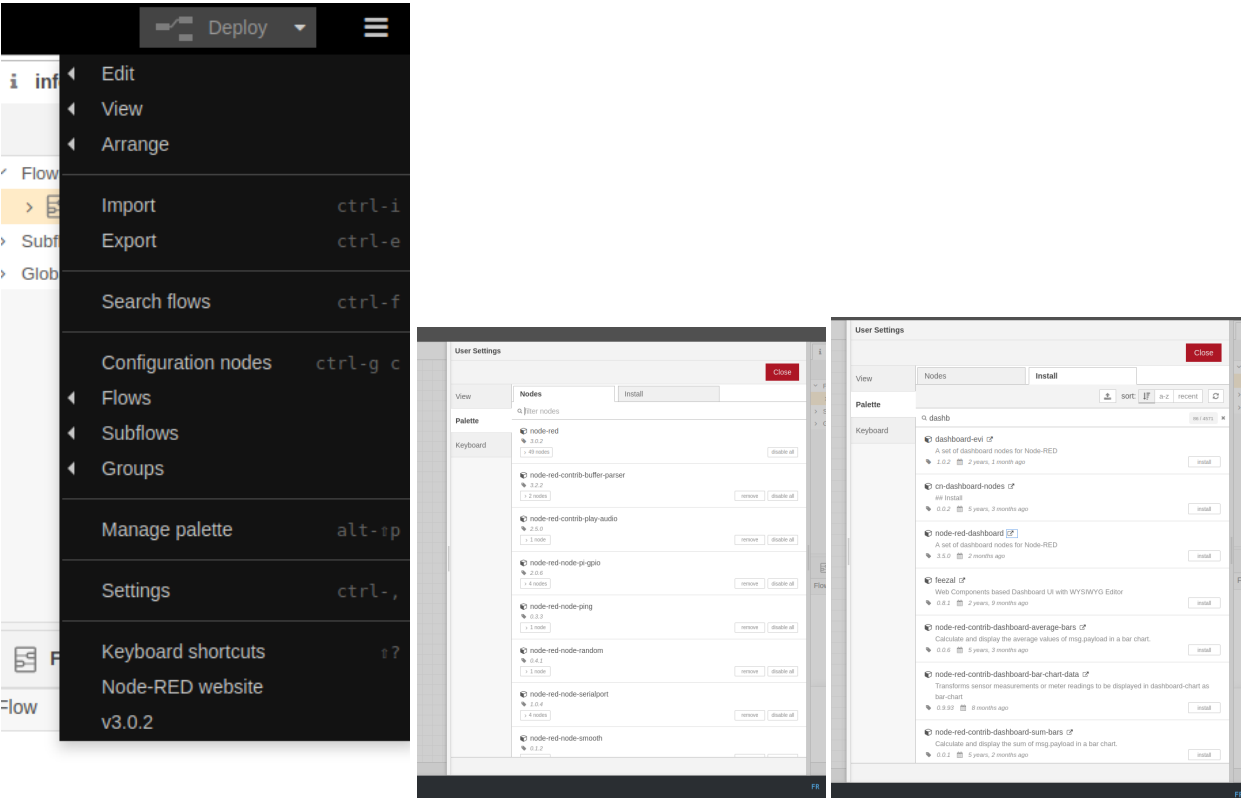 Deploy
inf
Edit
View
Arrange
Flow
Import ctrl-i
Export ctrl-e
Subf
Glob
Search flows ctrl-f
Configuration nodes ctrl-g c
Flows
Subflows
Groups
Manage palette alt-⇧p
Settings ctrl-,
Keyboard shortcuts ⇧?
Node-RED website
v3.0.2
F
Flow
User Settings
Close
View
Palette
Keyboard
Nodes
Install
filter nodes
node-red
3.0.2
49 nodes
disable all
node-red-contrib-buffer-parser
3.2.2
2 nodes
remove disable all
node-red-contrib-play-audio
2.5.0
1 node
remove disable all
node-red-node-pi-gpio
2.0.6
4 nodes
remove disable all
node-red-node-ping
0.3.3
1 node
remove disable all
node-red-node-random
0.4.1
1 node
remove disable all
node-red-node-serialport
1.0.4
4 nodes
remove disable all
node-red-node-smooth
0.1.2
Flo
FR
User Settings
Close
View
Palette
Keyboard
Nodes
Install
sort: a-z recent
dashb
dashboard-evi
A set of dashboard nodes for Node-RED
1.0.2 2 years, 1 month ago
install
cn-dashboard-nodes
## Install
0.0.2 5 years, 3 months ago
install
node-red-dashboard
A set of dashboard nodes for Node-RED
3.5.0 2 months ago
install
feezal
Web Components based Dashboard UI with WYSIWYG Editor
0.8.1 2 years, 9 months ago
install
node-red-contrib-dashboard-average-bars
Calculate and display the average values of msg.payload in a bar chart.
0.0.6 5 years, 3 months ago
install
node-red-contrib-dashboard-bar-chart-data
Transforms sensor measurements or meter readings to be displayed in dashboard-chart as
bar-chart
0.9.93 8 months ago
install
node-red-contrib-dashboard-sum-bars
Calculate and display the sum of msg.payload in a bar chart.
0.0.1 5 years, 2 months ago
install